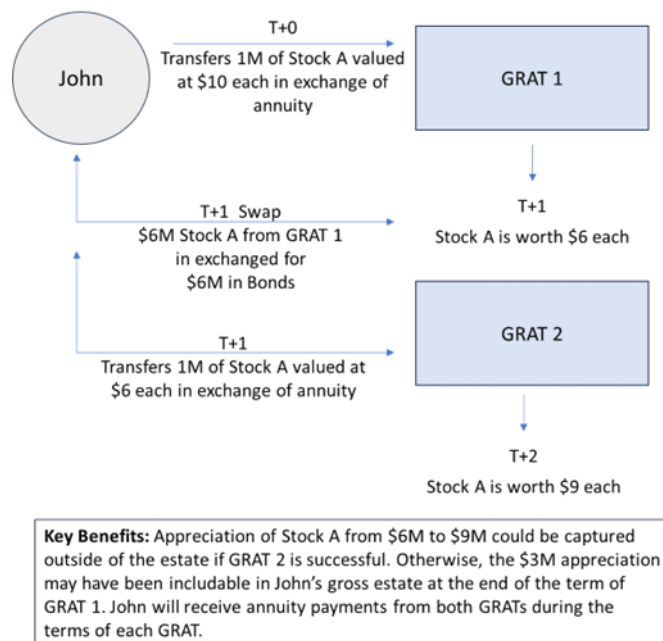 T+0
John
Transfers 1M of Stock A valued
at $10 each in exchange of
annuity
GRAT 1
T+1 Swap
$6M Stock A from GRAT 1
in exchanged for
$6M in Bonds
T+1
Stock A is worth $6 each
GRAT 2
T+1
Transfers 1M of Stock A valued at
$6 each in exchange of annuity
T+2
Stock A is worth $9 each
Key Benefits: Appreciation of Stock A from $6M to $9M could be captured
outside of the estate if GRAT 2 is successful. Otherwise, the $3M appreciation
may have been includable in John’s gross estate at the end of the term of
GRAT 1. John will receive annuity payments from both GRATs during the
terms of each GRAT.